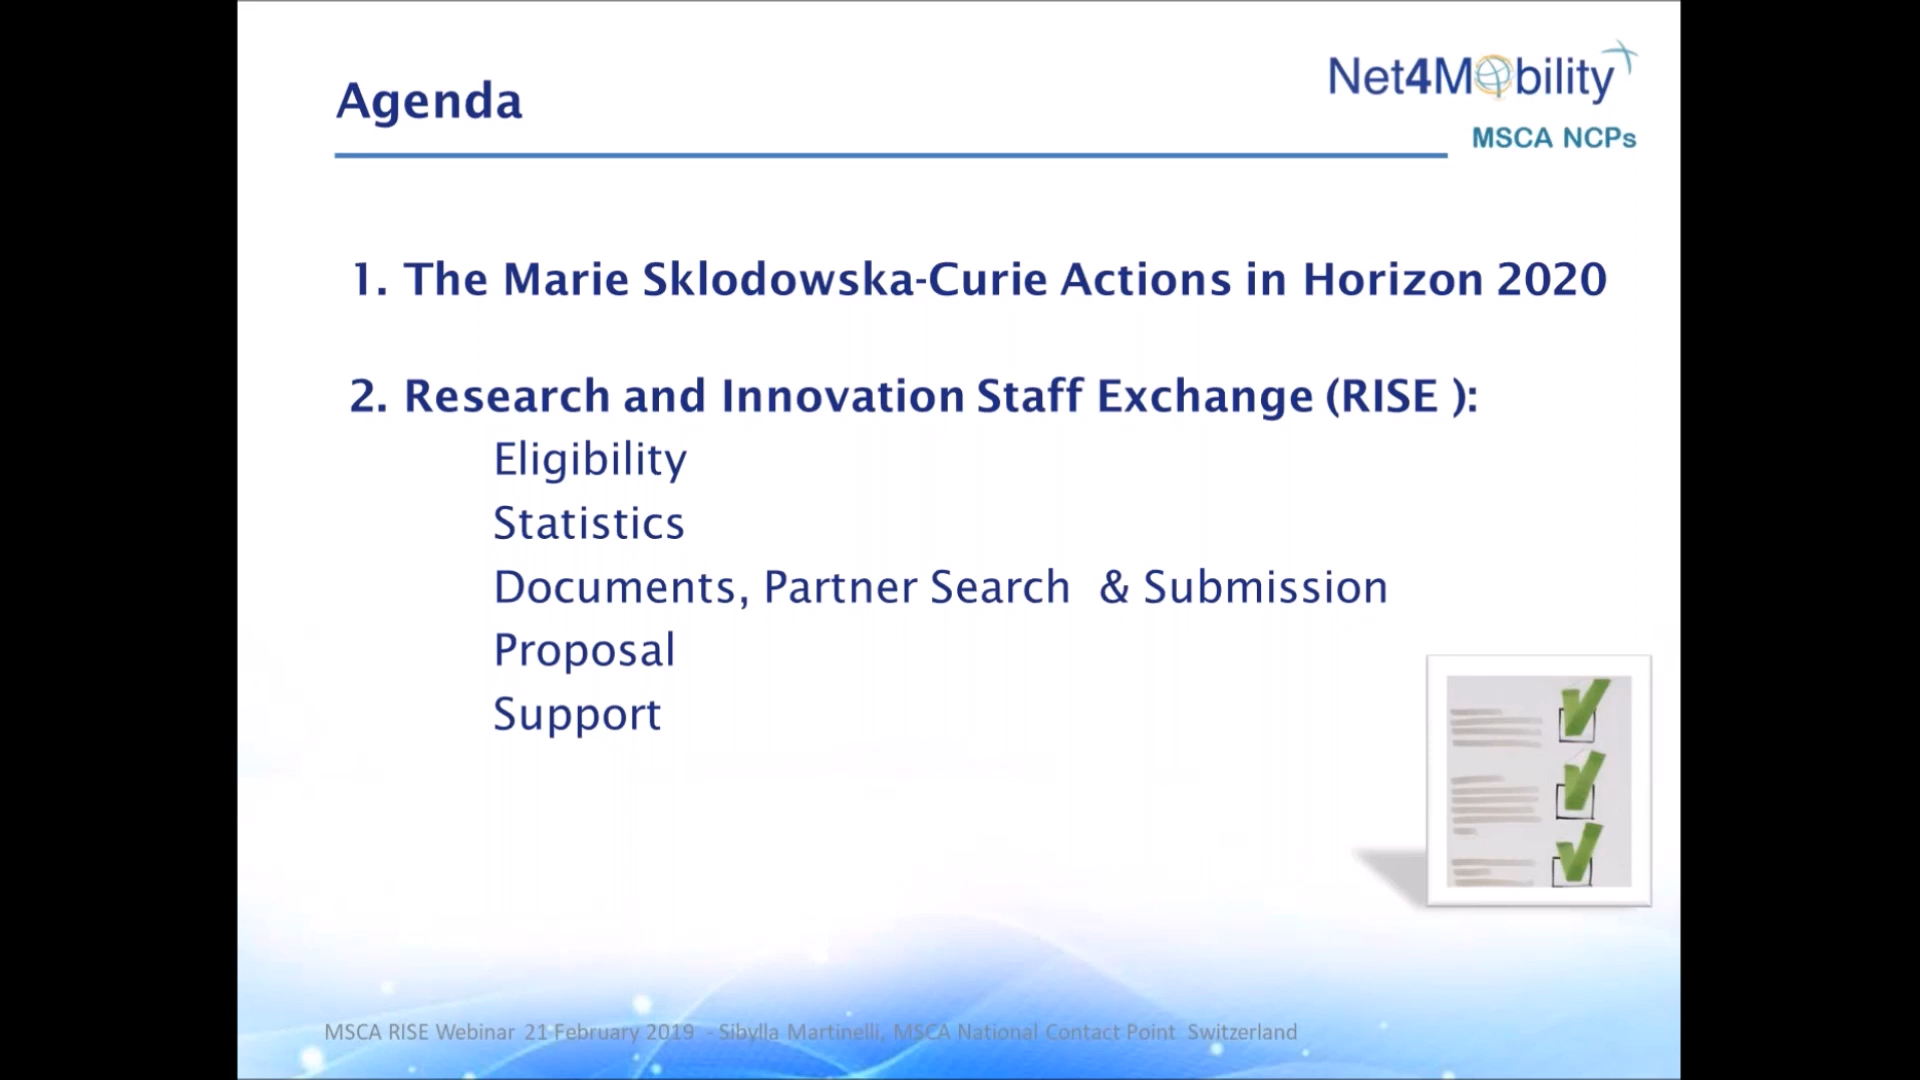 Agenda
Net4Mobility+
MSCA NCPs
1. The Marie Sklodowska-Curie Actions in Horizon 2020
2. Research and Innovation Staff Exchange (RISE ):
Eligibility
Statistics
Documents, Partner Search & Submission
Proposal
Support
MSCA RISE Webinar 21 February 2019 - Sibylla Martinelli, MSCA National Contact Point Switzerland